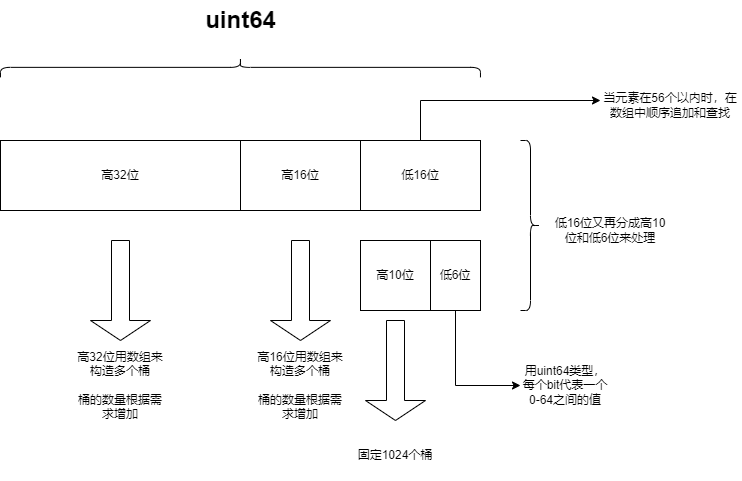 uint64
当元素在56个以内时，在
数组中顺序追加和查找
高32位
高16位
低16位
低16位又再分成高10
位和低6位来处理
高10位
低6位
高32位用数组来
构造多个桶
桶的数量根据需
求增加
高16位用数组来
构造多个桶
桶的数量根据需
求增加
用uint64类型，
每个bit代表一个
0-64之间的值
固定1024个桶